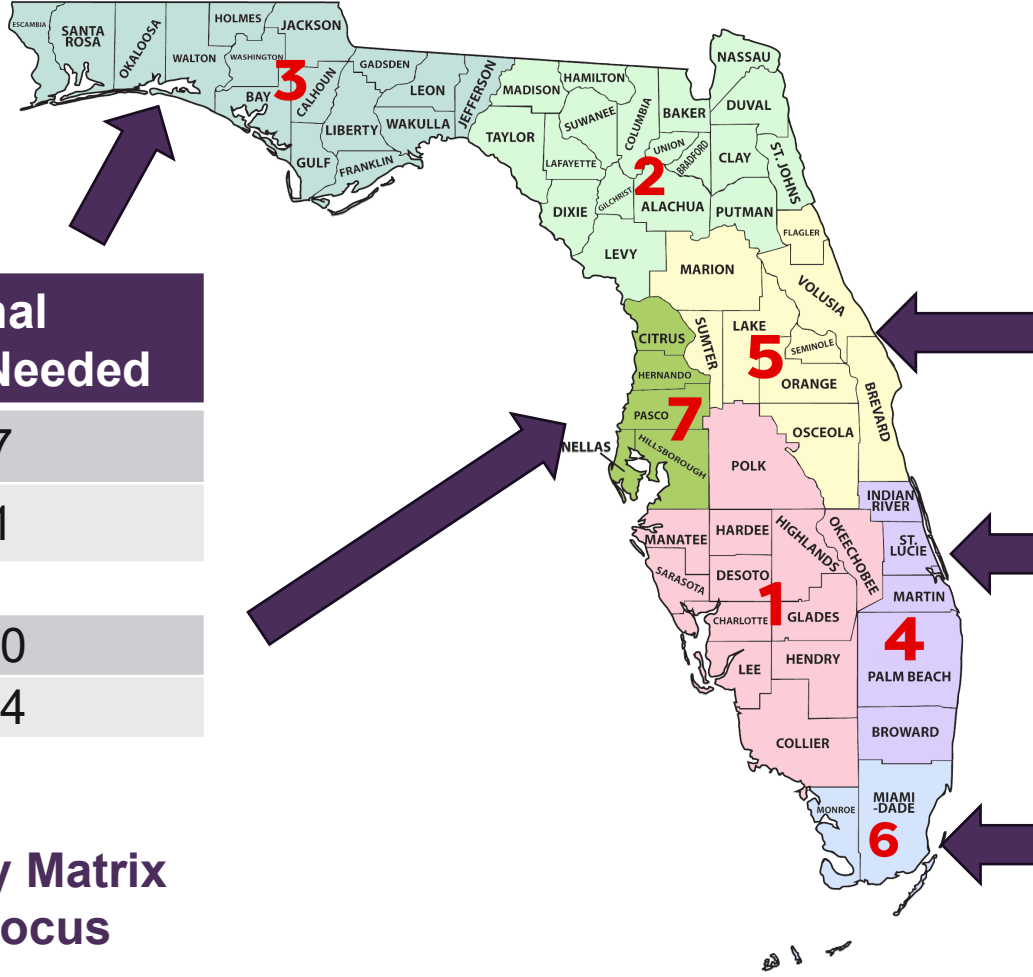 ESCAMBIA
SANTA
ROSA
OKALOOSA
WALTON
HOLMES
WASHINGTON
JACKSON
BAY
3
CALHOUN
GULF
LIBERTY
FRANKLIN
GADSDEN
LEON
WAKULLA
JEFFERSON
MADISON
TAYLOR
HAMILTON
SUWANEE
LAFAYETTE
DIXIE
COLUMBIA
GILCHRIST
LEVY
2
BAKER
UNION
BRADFORD
ALACHUA
NASSAU
DUVAL
CLAY
ST. JOHNS
PUTMAN
FLAGLER
MARION
VOLUSIA
SUMTER
LAKE
5
SEMINOLE
ORANGE
OSCEOLA
BREVARD
CITRUS
HERNANDO
PASCO
7
NELLAS
HILLSBOROUGH
POLK
MANATEE
HARDEE
HIGHLANDS
OKEECHOBEE
SARASOTA
DESOTO
1
CHARLOTTE
GLADES
LEE
HENDRY
COLLIER
INDIAN
RIVER
ST.
LUCIE
MARTIN
4
PALM BEACH
BROWARD
MONROE
MIAMI
-DADE
6
nal
Needed
7
1
0
4
y Matrix
ocus